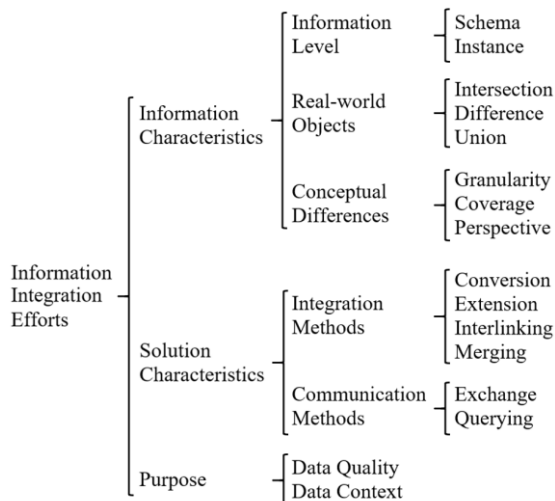 Information
Integration
Efforts
Information
Characteristics
Information
Level
Schema
Instance
Real-world
Objects
Intersection
Difference
Union
Conceptual
Differences
Granularity
Coverage
Perspective
Solution
Characteristics
Integration
Methods
Conversion
Extension
Interlinking
Merging
Communication
Methods
Exchange
Querying
Purpose
Data Quality
Data Context